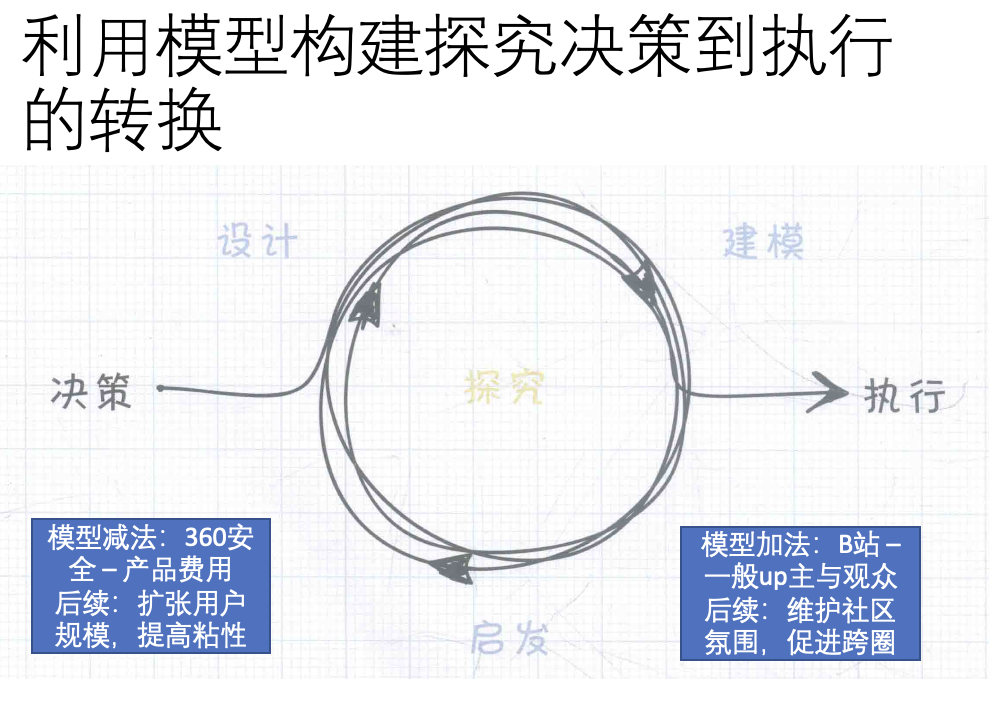 利用模型构建探究决策到执行
的转换
设计
建模
决策
探究
执行
模型减法：360安
全 – 产品费用
后续：扩张用户
规模，提高粘性
模型加法：B站 –
一般up主与观众
后续：维护社区
氛围，促进跨圈
启发